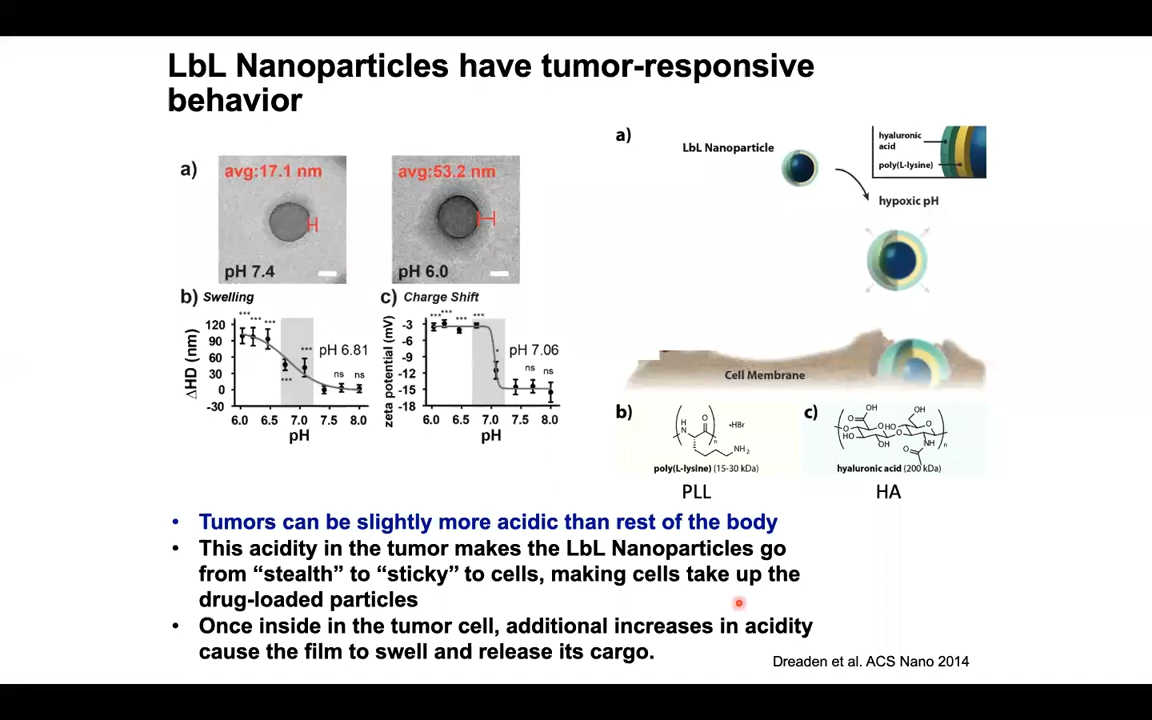 LbL Nanoparticles have tumor-responsive
behavior
a)
avg:17.1 nm
pH 7.4
avg:53.2 nm
pH 6.0
b) Swelling
ΔHD (nm)
120
90
60
30
0
-30
*** *** *** *** ***
ns ns
pH 6.81
6.0 6.5 7.0 7.5 8.0
pH
c) Charge Shift
zeta potential (mV)
-3
-6
-9
-12
-15
-18
*** *** *** *
ns ns
pH 7.06
6.0 6.5 7.0 7.5 8.0
pH
a)
LbL Nanoparticle
hyaluronic
acid
poly(L-lysine)
hypoxic pH
Cell Membrane
b)
H
N
O
n
•HBr
NH2
poly(L-lysine) (15-30 kDa)
PLL
c)
OH
O
O
HO
OH
O
OH
HO
O
O
NH
O
n
hyaluronic acid (200 kDa)
HA
• Tumors can be slightly more acidic than rest of the body
• This acidity in the tumor makes the LbL Nanoparticles go
from “stealth” to “sticky” to cells, making cells take up the
drug-loaded particles
• Once inside in the tumor cell, additional increases in acidity
cause the film to swell and release its cargo.
Dreaden et al. ACS Nano 2014